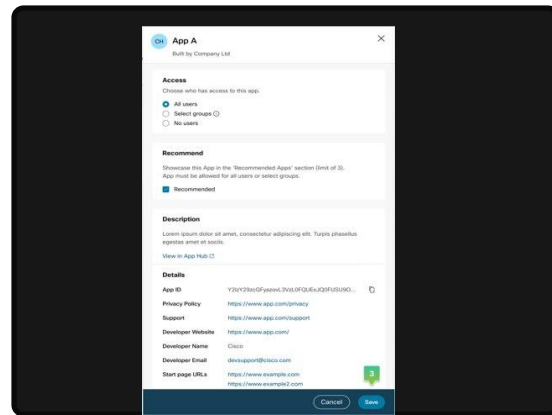 CH App A
Built by Company Ltd
Access
Choose who has access to this app.
All users
Select groups
No users
Recommend
Showcase this App in the 'Recommended Apps' section (limit of 3).
App must be allowed for all users or select groups.
Recommended
Description
Lorem ipsum dolor sit amet, consectetur adipiscing elit. Turpis phasellus
egestas amet et sociis.
View in App Hub
Details
App ID
Privacy Policy https://www.app.com/privacy
Support https://www.app.com/support
Developer Website https://www.app.com/
Developer Name Cisco
Developer Email devsupport@cisco.com
Start page URLs https://www.example.com
https://www.example2.com
3
Cancel Save